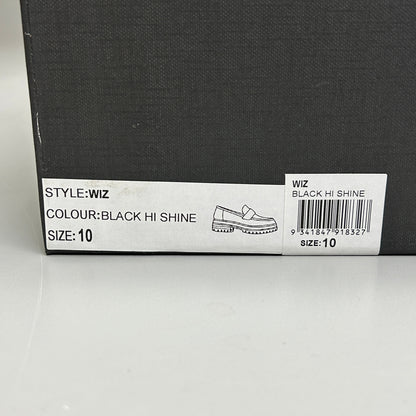 STYLE:WIZ
COLOUR:BLACK HI SHINE
SIZE: 10
WIZ
BLACK HI SHINE
9 341847 918327
SIZE: 10